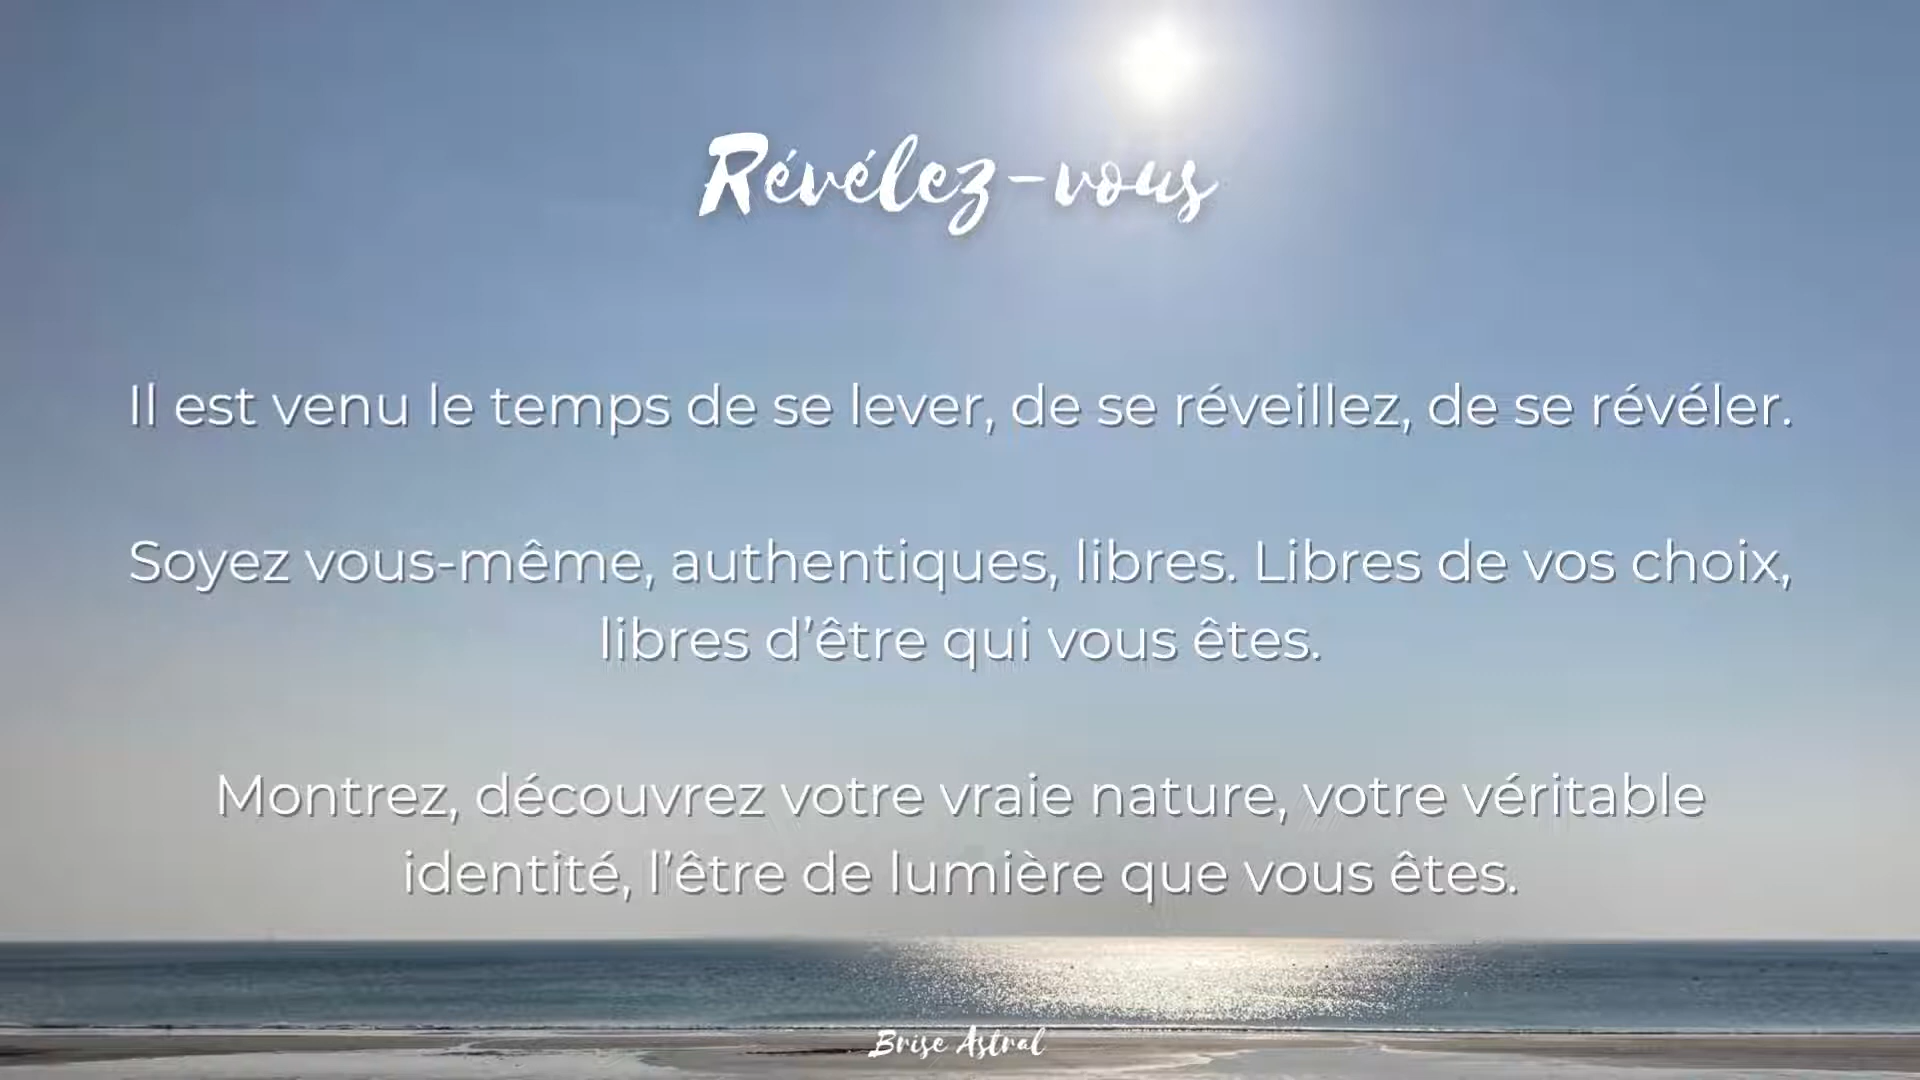 Révélez-vous
Il est venu le temps de se lever, de se réveillez, de se révéler.
Soyez vous-même, authentiques, libres. Libres de vos choix,
libres d’être qui vous êtes.
Montrez, découvrez votre vraie nature, votre véritable
identité, l’être de lumière que vous êtes.
Brise Astral